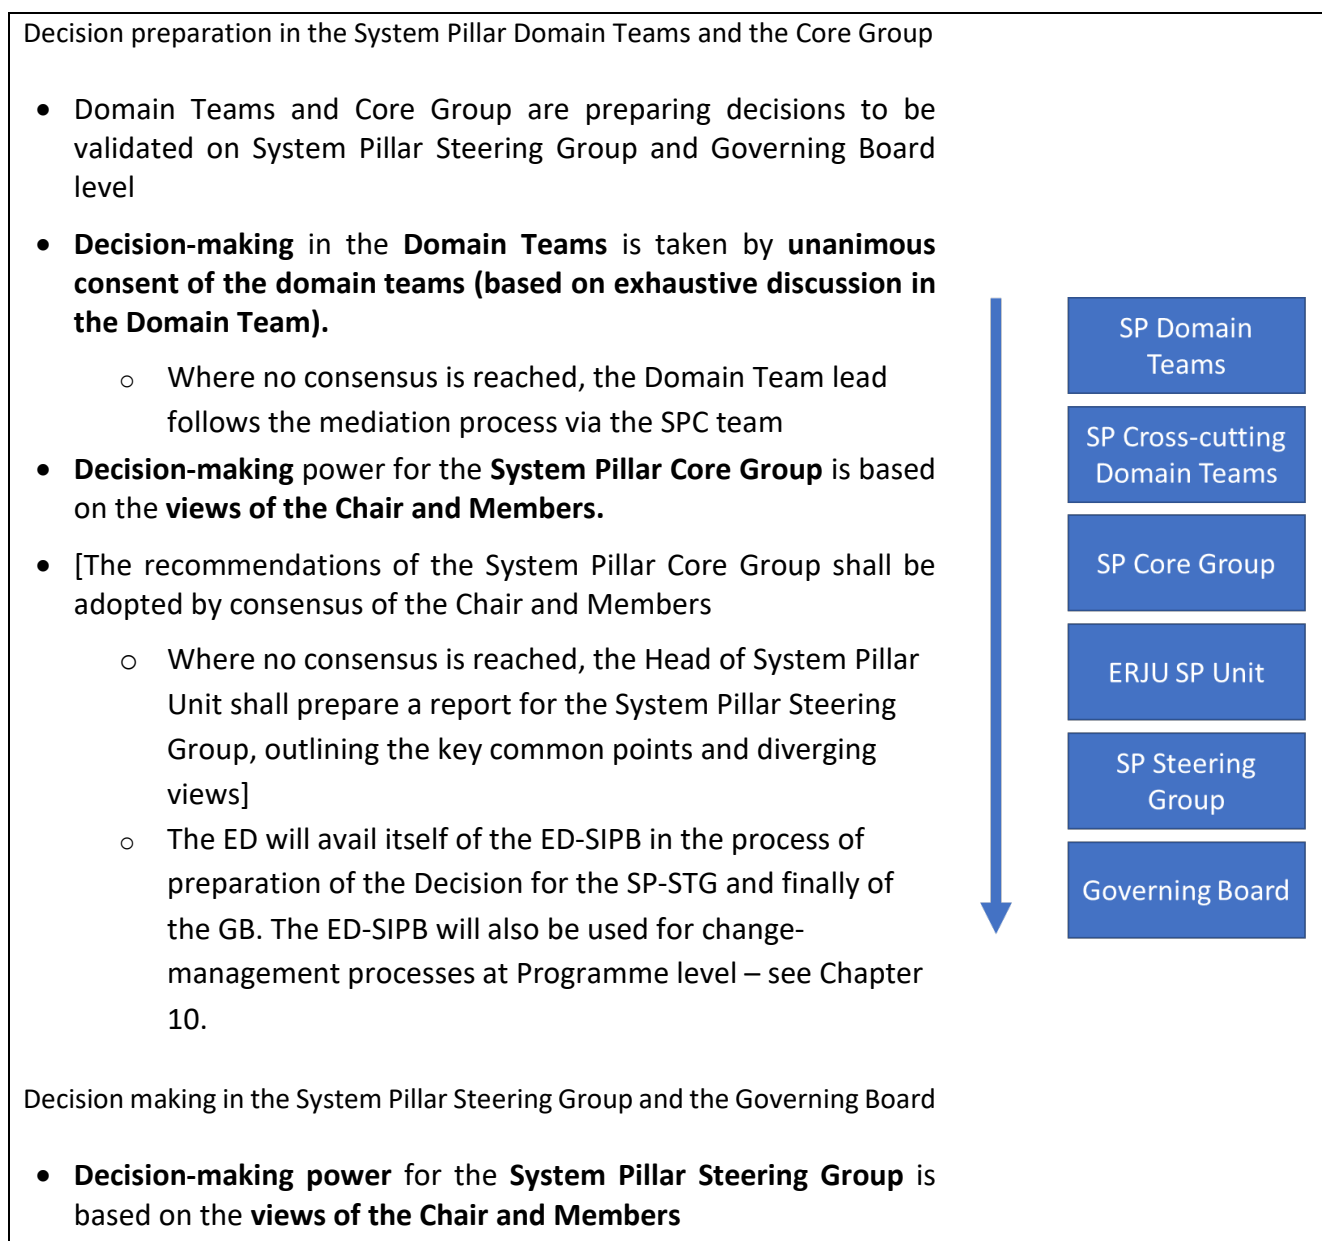 Decision preparation in the System Pillar Domain Teams and the Core Group
• Domain Teams and Core Group are preparing decisions to be
validated on System Pillar Steering Group and Governing Board
level
• Decision-making in the Domain Teams is taken by unanimous
consent of the domain teams (based on exhaustive discussion in
the Domain Team).
o Where no consensus is reached, the Domain Team lead
follows the mediation process via the SPC team
• Decision-making power for the System Pillar Core Group is based
on the views of the Chair and Members.
• [The recommendations of the System Pillar Core Group shall be
adopted by consensus of the Chair and Members
o Where no consensus is reached, the Head of System Pillar
Unit shall prepare a report for the System Pillar Steering
Group, outlining the key common points and diverging
views]
o The ED will avail itself of the ED-SIPB in the process of
preparation of the Decision for the SP-STG and finally of
the GB. The ED-SIPB will also be used for change-
management processes at Programme level – see Chapter
10.
Decision making in the System Pillar Steering Group and the Governing Board
• Decision-making power for the System Pillar Steering Group is
based on the views of the Chair and Members
SP Domain
Teams
SP Cross-cutting
Domain Teams
SP Core Group
ERJU SP Unit
SP Steering
Group
Governing Board